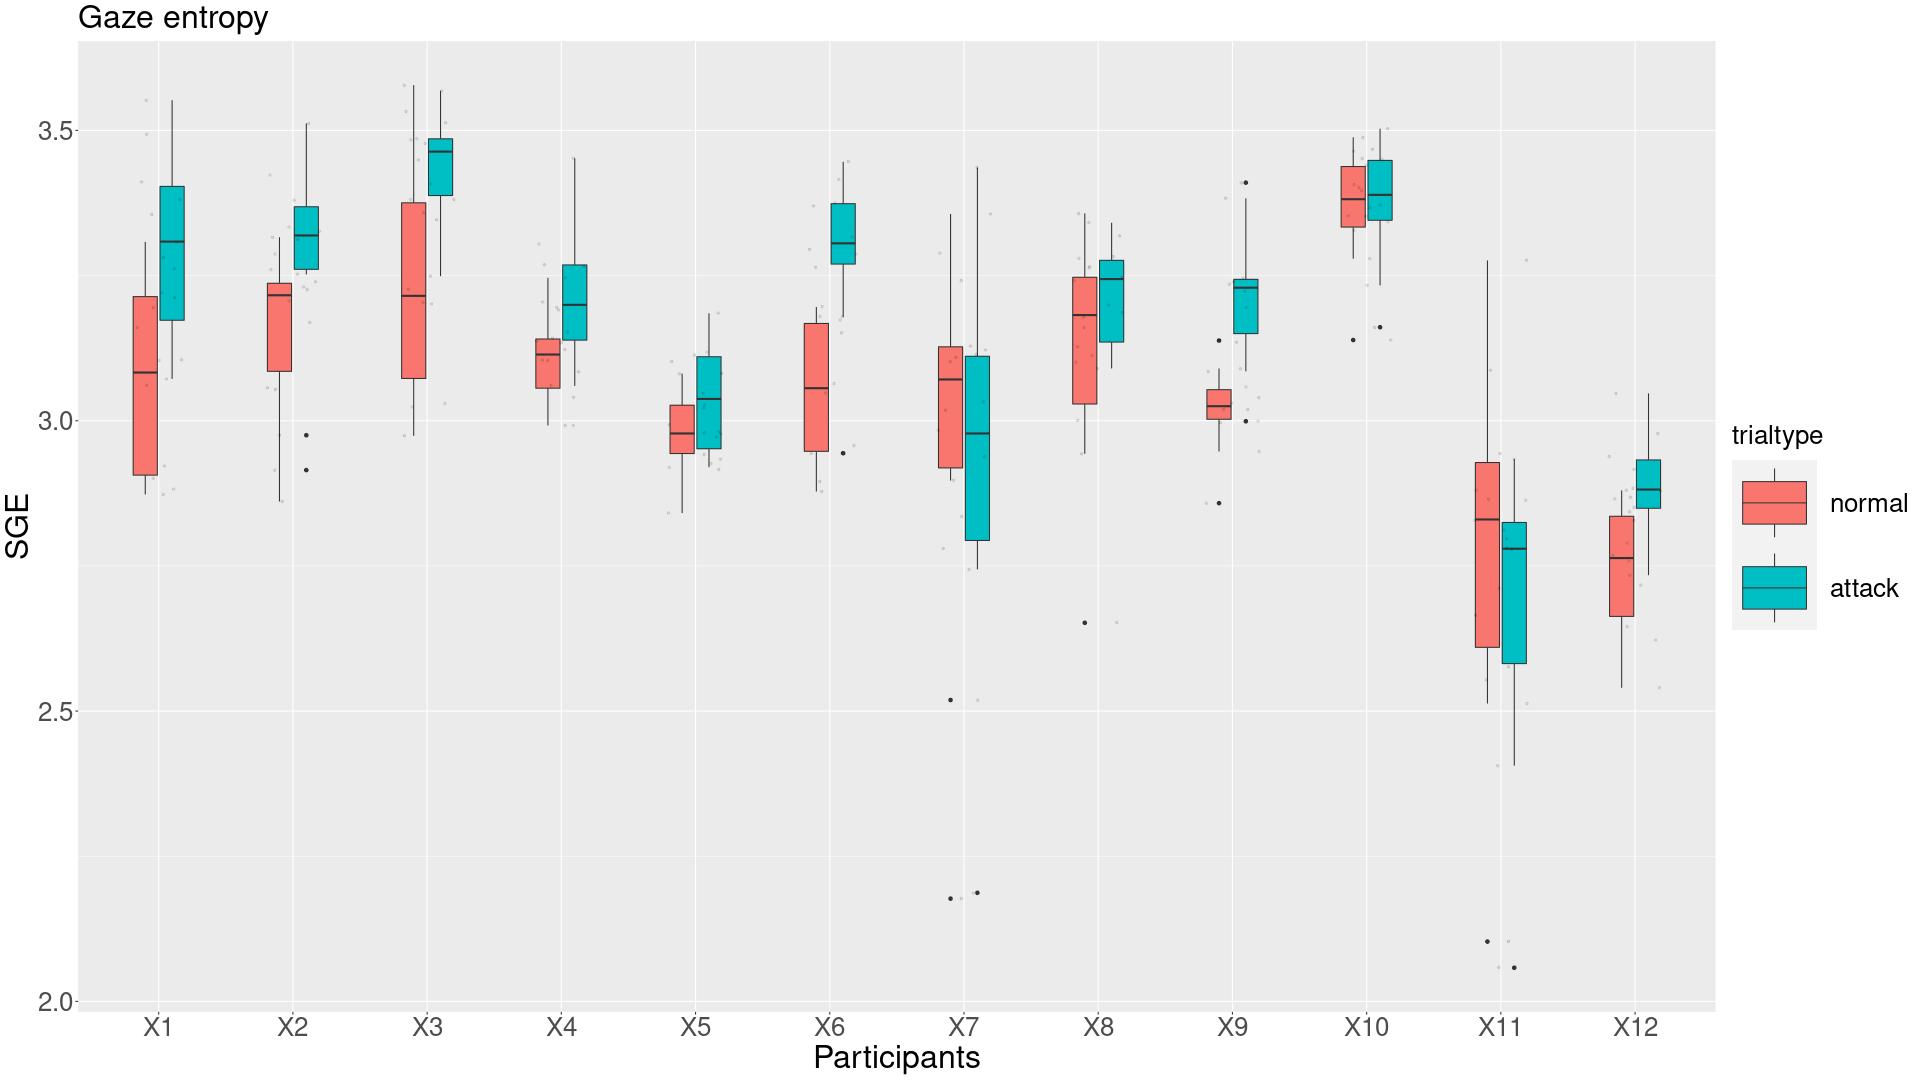 Gaze entropy
SGE
3.5
3.0
2.5
2.0
X1 X2 X3 X4 X5 X6 X7 X8 X9 X10 X11 X12
Participants
trialtype
normal
attack